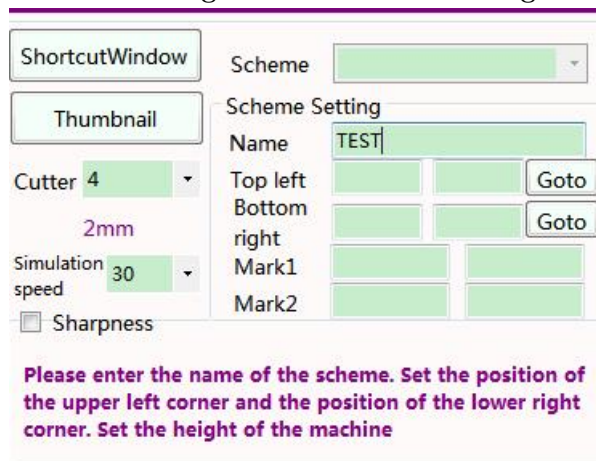 ShortcutWindow
Scheme
Thumbnail
Scheme Setting
Name TEST
Cutter 4
Top left Goto
2mm
Bottom
right Goto
Simulation
speed 30
Mark1
Mark2
Sharpness
Please enter the name of the scheme. Set the position of
the upper left corner and the position of the lower right
corner. Set the height of the machine